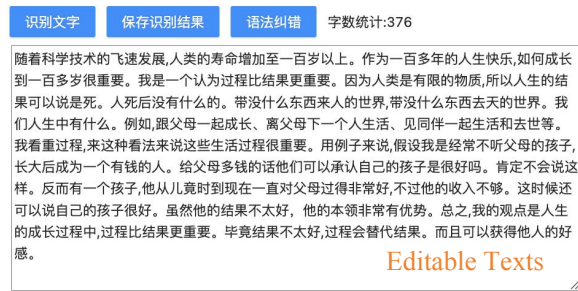 识别文字 保存识别结果 语法纠错 字数统计:376
随着科学技术的飞速发展,人类的寿命增加至一百岁以上。作为一百多年的人生快乐,如何成长
到一百多岁很重要。我是一个认为过程比结果更重要。因为人类是有限的物质,所以人生的结
果可以说是死。人死后没有什么的。带没什么东西来人的世界,带没什么东西去天的世界。我
们人生中有什么。例如,跟父母一起成长、离父母下一个人生活、见同伴一起生活和去世等。
我看重过程,来这种看法来说这些生活过程很重要。用例子来说,假设我是经常不听父母的孩子,
长大后成为一个有钱的人。给父母多钱的话他们可以承认自己的孩子是很好吗。肯定不会说这
样。反而有一个孩子,他从儿竟时到现在一直对父母过得非常好,不过他的收入不够。这时候还
可以说自己的孩子很好。虽然他的结果不太好，他的本领非常有优势。总之,我的观点是人生
的成长过程中,过程比结果更重要。毕竟结果不太好,过程会替代结果。而且可以获得他人的好
感。
Editable Texts